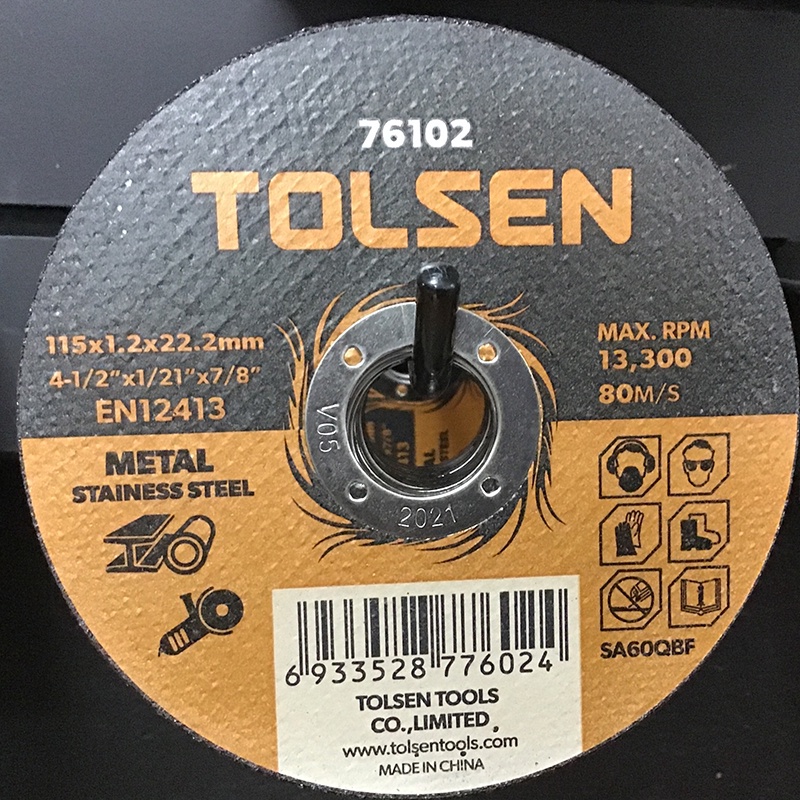 76102
TOLSEN
115x1.2x22.2mm
4-1/2"x1/21"x7/8"
EN12413
MAX. RPM
13,300
80M/S
METAL
STAINESS STEEL
V05
2021
SA60QBF
6 933528 776024
TOLSEN TOOLS
CO.,LIMITED
www.tolsentools.com
MADE IN CHINA